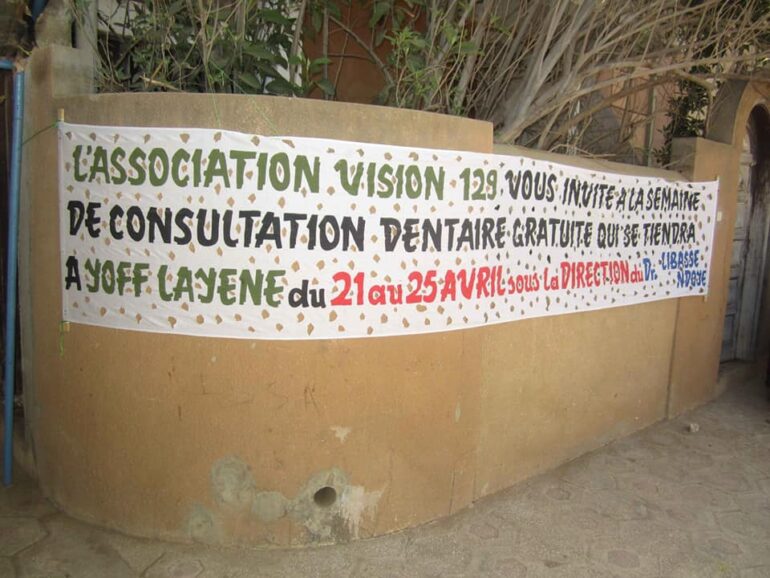 L'ASSOCIATION VISION 129 VOUS INVITE A LA SEMAINE
DE CONSULTATION DENTAIRE GRATUITE QUI SE TIENDRA
A YOFF LAYENE du 21 au 25 AVRIL sous la DIRECTION du Dr. LIBASSE NDOYE